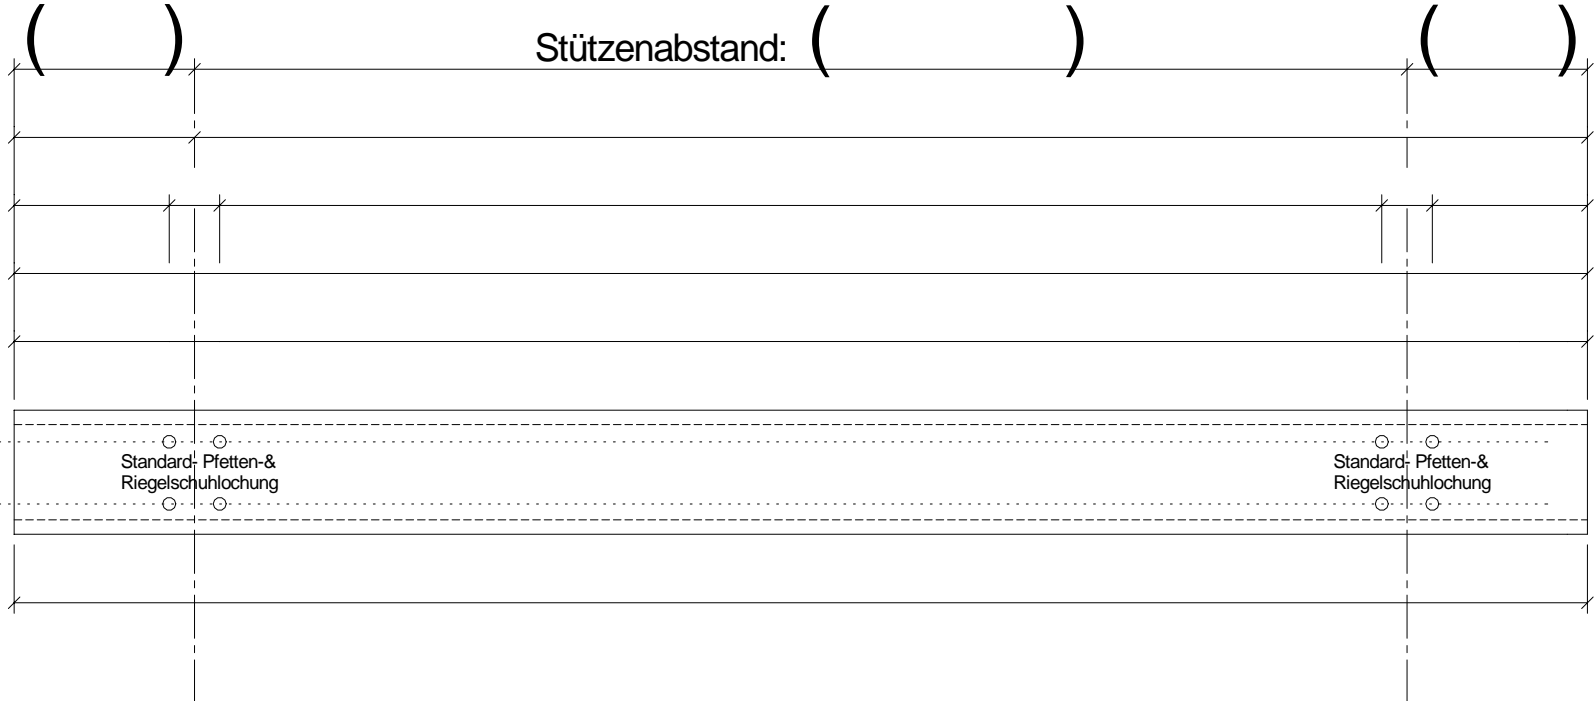 ( ) Stützenabstand: ( ) ( )
Standard- Pfetten-&
Riegelschuhlochung
Standard- Pfetten-&
Riegelschuhlochung